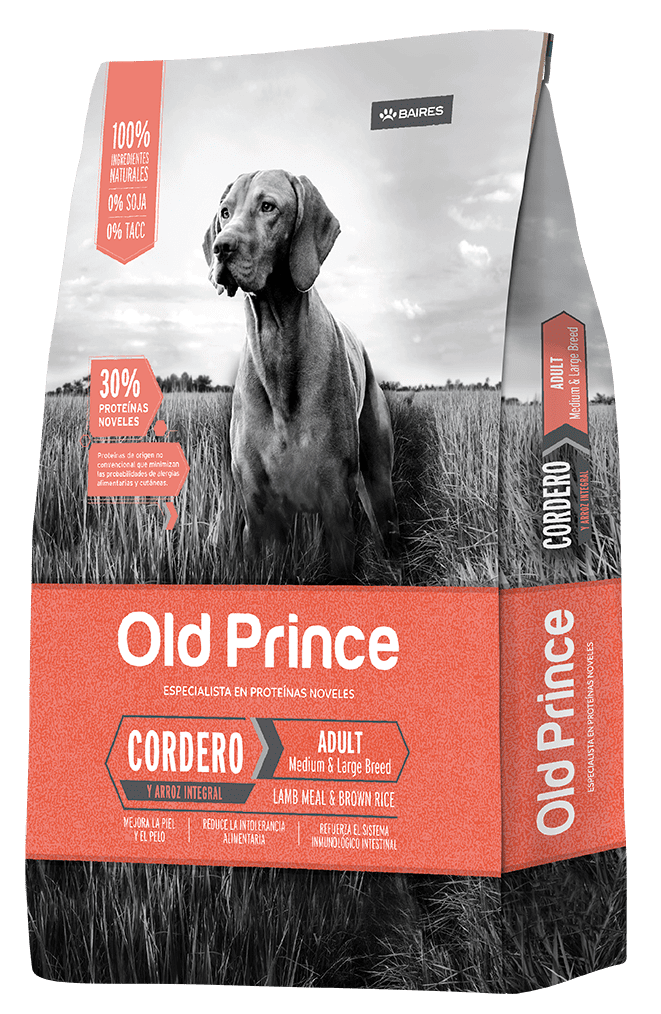 BAIRES
100%
INGREDIENTES
NATURALES
0% SOJA
0% TACC
30%
PROTEÍNAS
NOVELES
Proteínas de origen no
convencional que minimizan
las probabilidades de alergias
alimentarias y cutáneas.
Old Prince
ESPECIALISTA EN PROTEÍNAS NOVELES
CORDERO
Y ARROZ INTEGRAL
ADULT
Medium & Large Breed
LAMB MEAL & BROWN RICE
MEJORA LA PIEL
Y EL PELO
REDUCE LA INTOLERANCIA
ALIMENTARIA
REFUERZA EL SISTEMA
INMUNOLÓGICO INTESTINAL
ADULT
Medium & Large Breed
CORDERO
Y ARROZ INTEGRAL
Old Prince
ESPECIALISTA EN PROTEÍNAS NOVELES